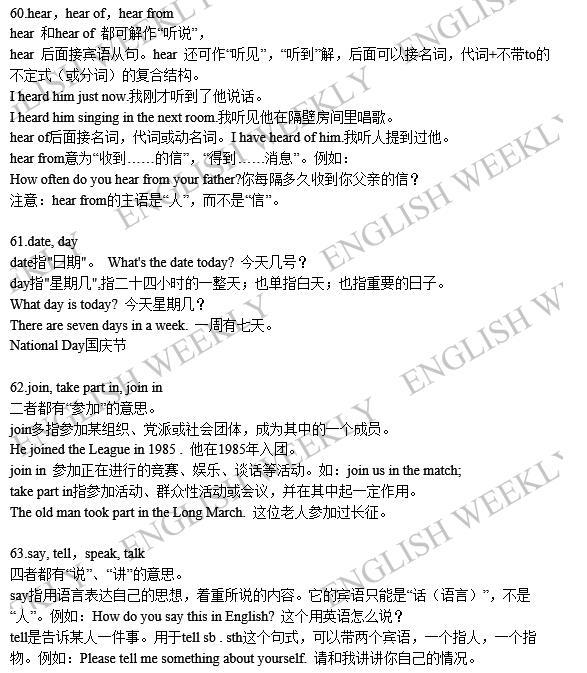 60.hear，hear of，hear from
hear 和hear of 都可解作“听说”，
hear 后面接宾语从句。hear 还可作“听见”，“听到”解，后面可以接名词，代词+不带to的
不定式（或分词）的复合结构。
I heard him just now.我刚才听到了他说话。
I heard him singing in the next room.我听见他在隔壁房间里唱歌。
hear of后面接名词，代词或动名词。I have heard of him.我听人提到过他。
hear from意为“收到……的信”，“得到……消息”。例如：
How often do you hear from your father?你每隔多久收到你父亲的信？
注意：hear from的主语是“人”，而不是“信”。
61.date, day
date指"日期"。 What's the date today? 今天几号？
day指"星期几",指二十四小时的一整天；也单指白天；也指重要的日子。
What day is today? 今天星期几？
There are seven days in a week. 一周有七天。
National Day国庆节
62.join, take part in, join in
二者都有“参加”的意思。
join多指参加某组织、党派或社会团体，成为其中的一个成员。
He joined the League in 1985 . 他在1985年入团。
join in 参加正在进行的竞赛、娱乐、谈话等活动。如：join us in the match;
take part in指参加活动、群众性活动或会议，并在其中起一定作用。
The old man took part in the Long March. 这位老人参加过长征。
63.say, tell，speak, talk
四者都有“说”、“讲”的意思。
say指用语言表达自己的思想，着重所说的内容。它的宾语只能是“话（语言）”，不是
“人”。例如：How do you say this in English? 这个用英语怎么说？
tell是告诉某人一件事。用于tell sb . sth这个句式，可以带两个宾语，一个指人，一个指
物。例如：Please tell me something about yourself. 请和我讲讲你自己的情况。
ENGLISH WEEKLY
ENGLISH WEEKLY
ENGLISH WEEKLY
ENGLISH WEEKLY
ENGLISH WEEKLY
ENGLISH WEEKLY
ENGLISH WEEKLY